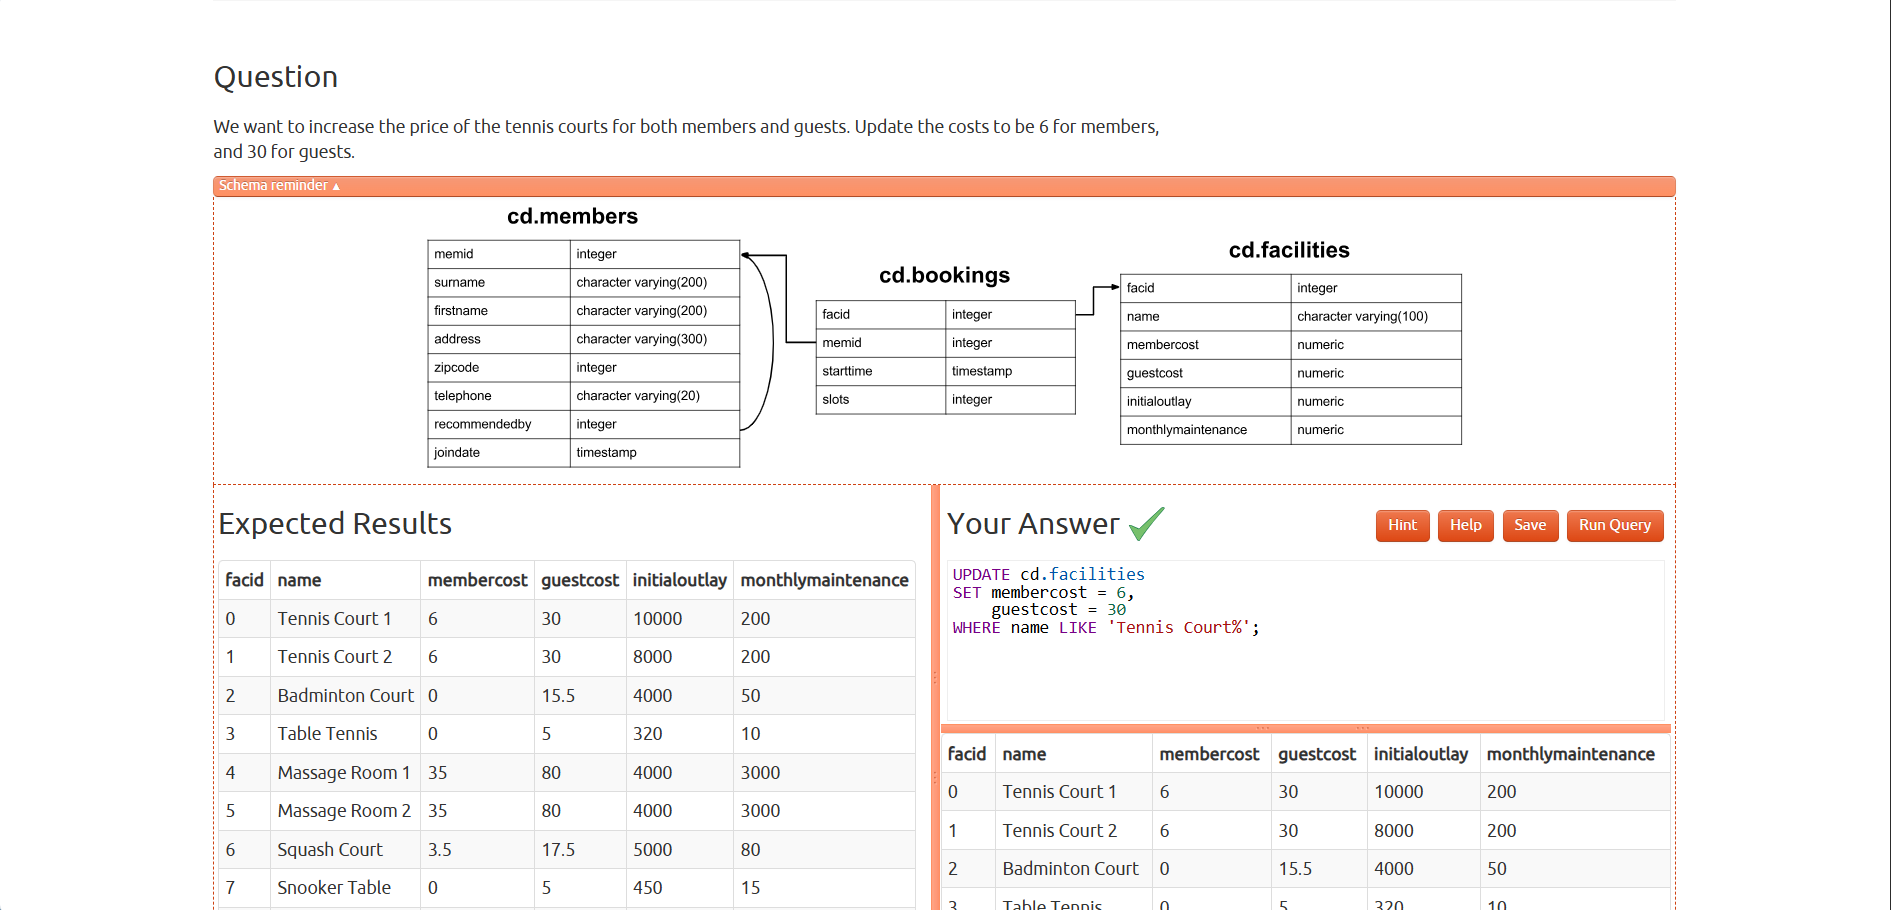 Question
We want to increase the price of the tennis courts for both members and guests. Update the costs to be 6 for members,
and 30 for guests.
Schema reminder ▲
cd.members
memid integer
surname character varying(200)
firstname character varying(200)
address character varying(300)
zipcode integer
telephone character varying(20)
recommendedby integer
joindate timestamp
cd.bookings
facid integer
memid integer
starttime timestamp
slots integer
cd.facilities
facid integer
name character varying(100)
membercost numeric
guestcost numeric
initialoutlay numeric
monthlymaintenance numeric
Expected Results
facid name membercost guestcost initialoutlay monthlymaintenance
0 Tennis Court 1 6 30 10000 200
1 Tennis Court 2 6 30 8000 200
2 Badminton Court 0 15.5 4000 50
3 Table Tennis 0 5 320 10
4 Massage Room 1 35 80 4000 3000
5 Massage Room 2 35 80 4000 3000
6 Squash Court 3.5 17.5 5000 80
7 Snooker Table 0 5 450 15
Your Answer
Hint Help Save Run Query
UPDATE cd.facilities
SET membercost = 6,
guestcost = 30
WHERE name LIKE 'Tennis Court%';
facid name membercost guestcost initialoutlay monthlymaintenance
0 Tennis Court 1 6 30 10000 200
1 Tennis Court 2 6 30 8000 200
2 Badminton Court 0 15.5 4000 50
3 Table Tennis 0 5 320 10